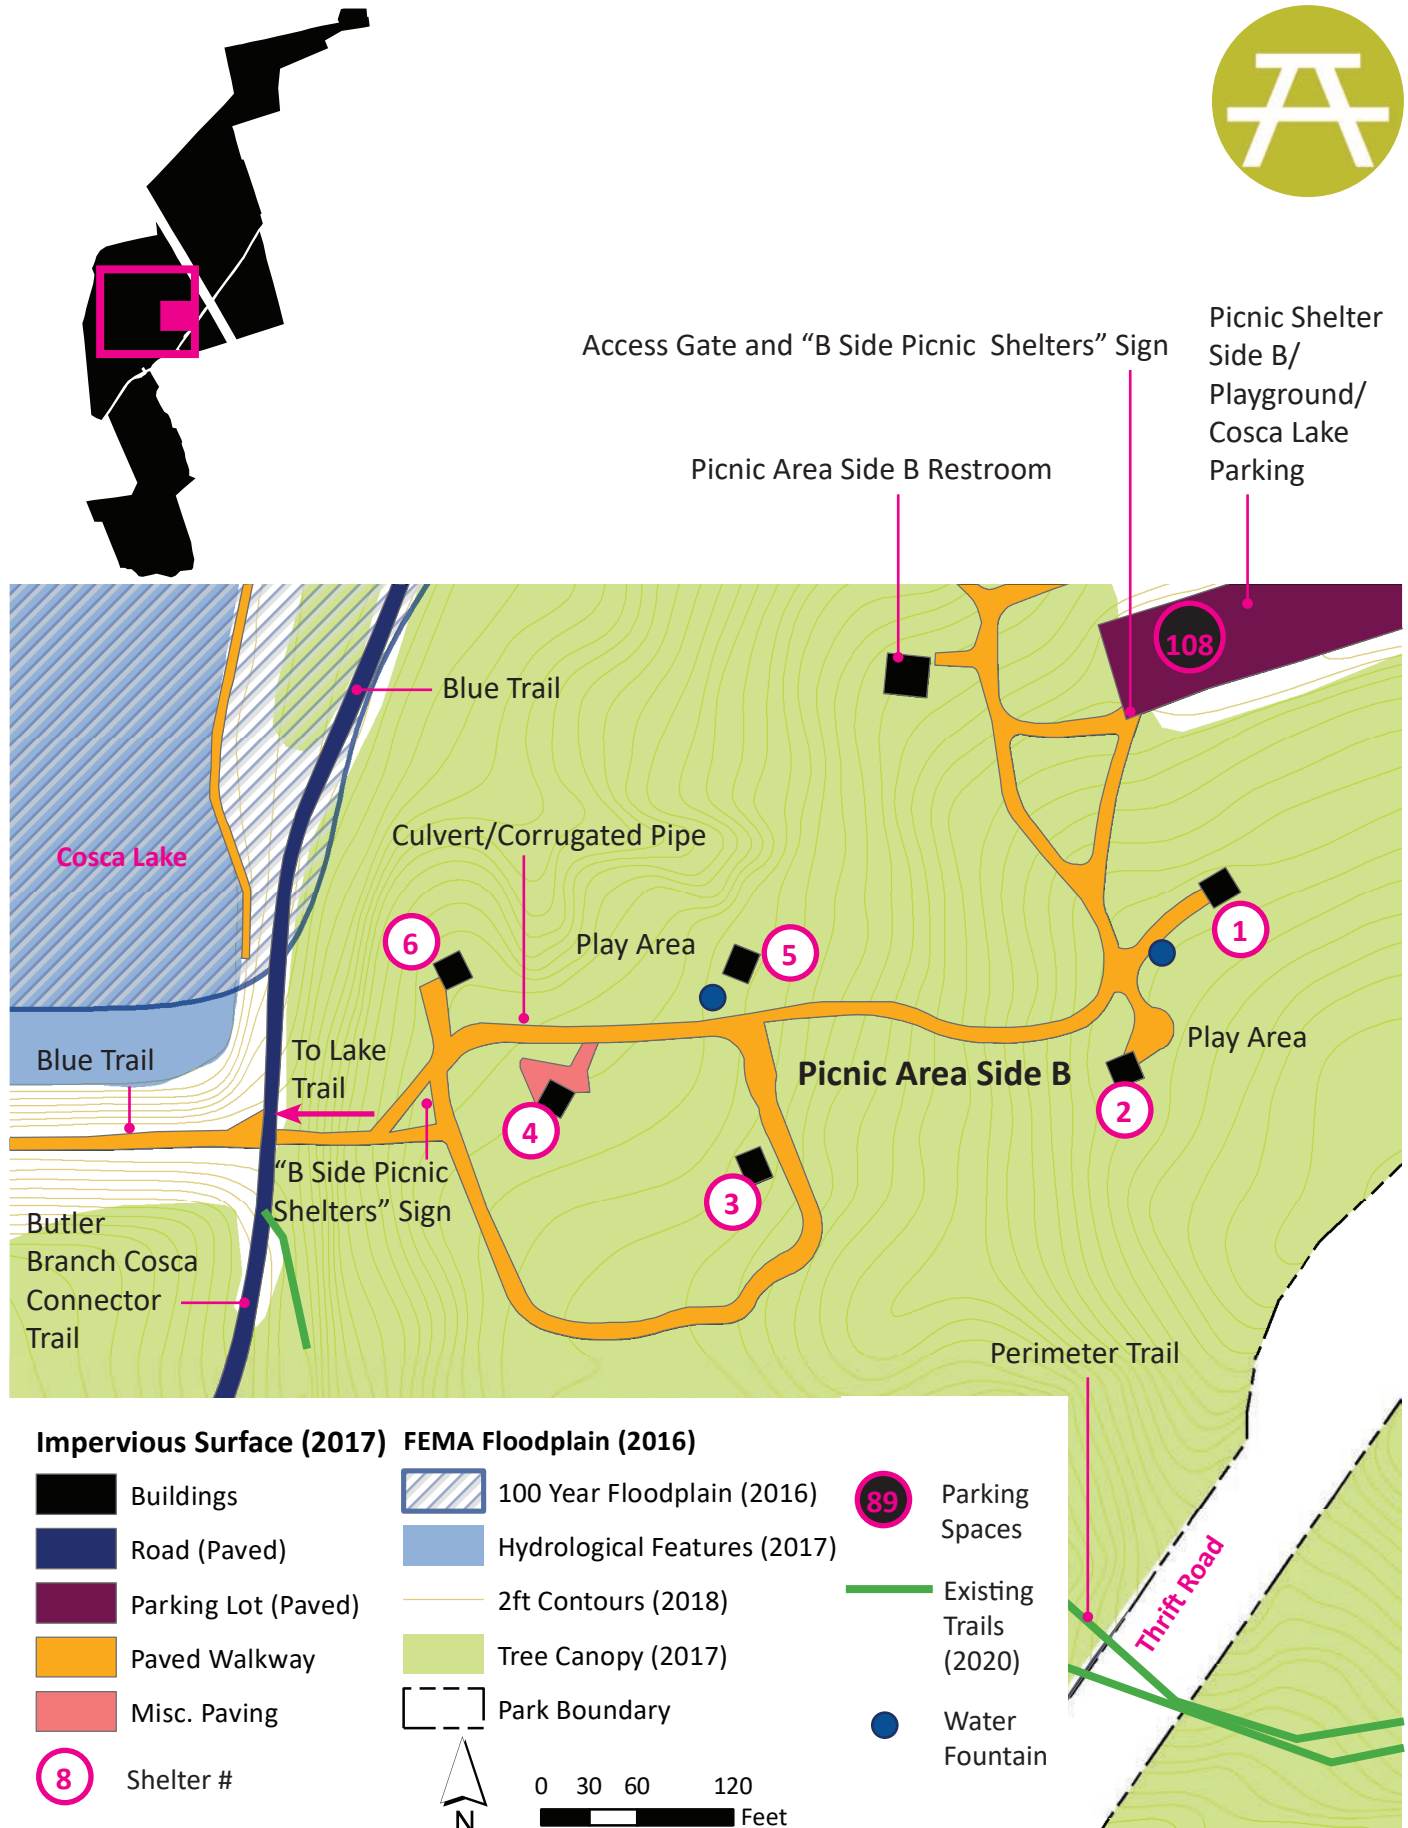 Access Gate and “B Side Picnic Shelters” Sign
Picnic Shelter
Side B/
Playground/
Cosca Lake
Parking
Picnic Area Side B Restroom
108
Blue Trail
Culvert/Corrugated Pipe
Cosca Lake
6
Play Area
5
1
Blue Trail
To Lake
Trail
Picnic Area Side B
Play Area
2
4
“B Side Picnic
Shelters” Sign
3
Butler
Branch Cosca
Connector
Trail
Perimeter Trail
Thrift Road
Impervious Surface (2017)
Buildings
Road (Paved)
Parking Lot (Paved)
Paved Walkway
Misc. Paving
8
Shelter #
FEMA Floodplain (2016)
100 Year Floodplain (2016)
Hydrological Features (2017)
2ft Contours (2018)
Tree Canopy (2017)
Park Boundary
N
0 30 60 120
Feet
89
Parking
Spaces
Existing
Trails
(2020)
Water
Fountain